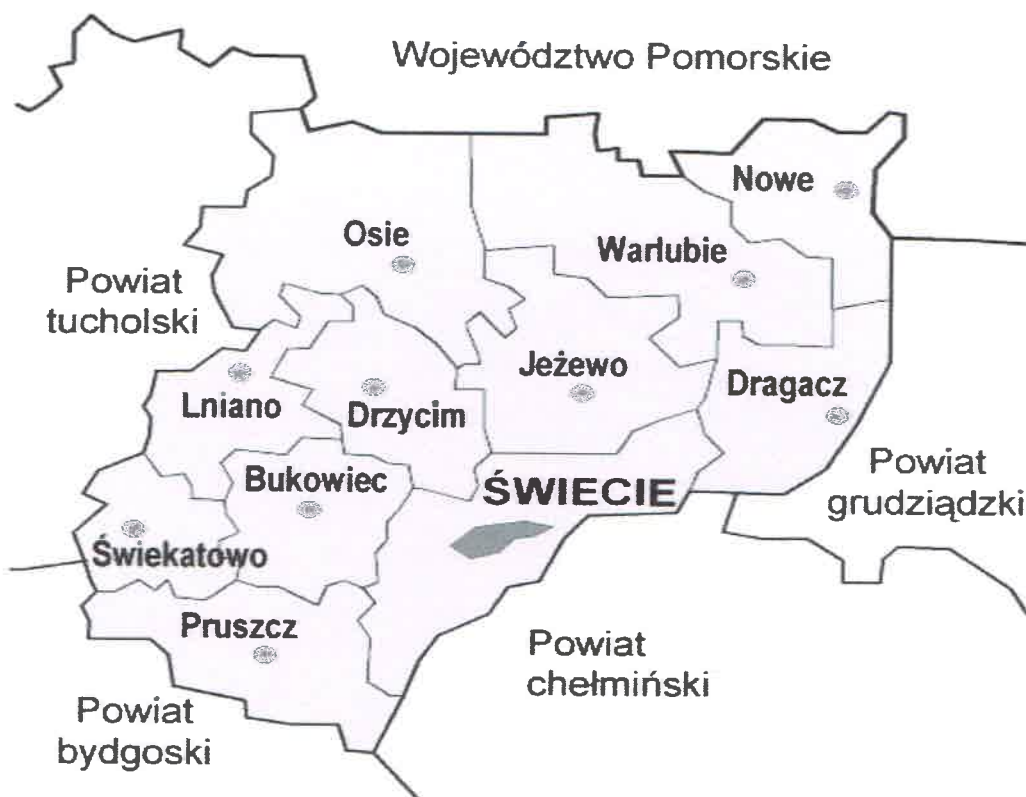 Województwo Pomorskie
Nowe
Osie
Warlubie
Powiat
tucholski
Jeżewo
Dragacz
Lniano
Drzycim
Bukowiec
ŚWIECIE
Powiat
grudziądzki
Świekatowo
Pruszcz
Powiat
chełmiński
Powiat
bydgoski